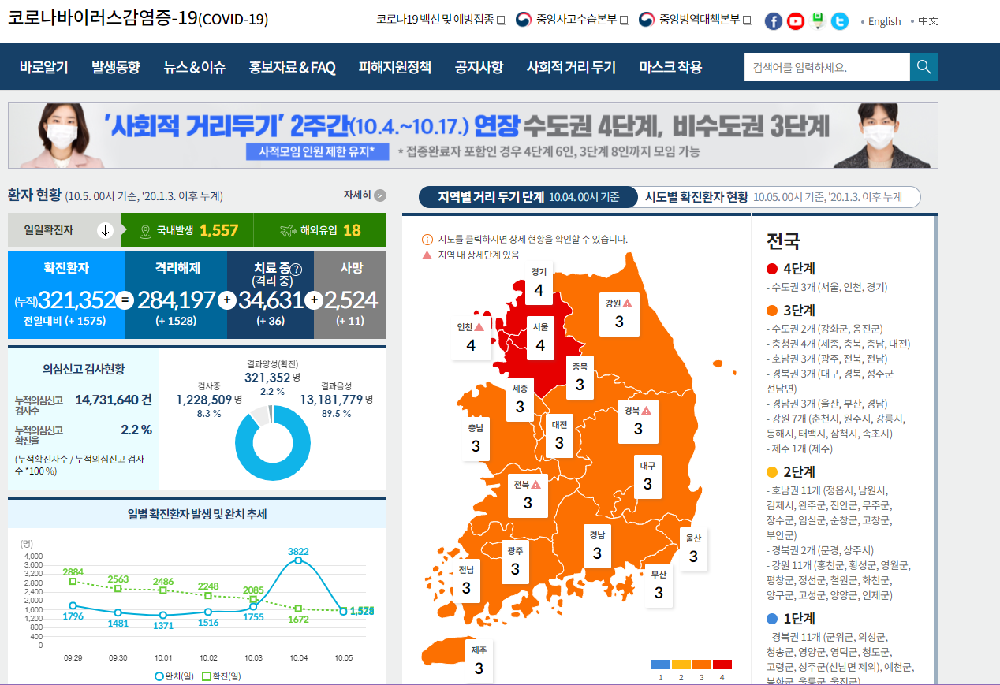 코로나바이러스감염증-19(COVID-19)
코로나19 백신 및 예방접종 중앙사고수습본부 중앙방역대책본부 • English • 中文
바로알기 발생동향 뉴스 & 이슈 홍보자료 & FAQ 피해지원정책 공지사항 사회적 거리 두기 마스크 착용 검색어를 입력하세요.
'사회적 거리두기' 2주간(10.4.~10.17.) 연장 수도권 4단계, 비수도권 3단계
사적모임 인원 제한 유지* * 접종완료자 포함인 경우 4단계 6인, 3단계 8인까지 모임 가능
환자 현황 (10.5. 00시 기준, '20.1.3. 이후 누계) 자세히 >
일일확진자 국내발생 1,557 해외유입 18
확진환자 격리해제 치료 중? 사망
(격리 중)
(누적)321,352 = 284,197 + 34,631 + 2,524
전일대비 (+ 1575) (+ 1528) (+ 36) (+ 11)
의심신고 검사현황
누적의심신고 검사수 14,731,640 건
누적의심신고 확진율 2.2 %
(누적확진자수 / 누적의심신고 검사
수 *100 %)
결과양성(확진)
321,352 명
2.2 %
검사중
1,228,509 명
8.3 %
결과음성
13,181,779 명
89.5 %
일별 확진환자 발생 및 완치 추세
(명)
4,000
3,600
3,200
2,800
2,400
2,000
1,600
1,200
800
400
0
2884 2563 2486 2248 2085 1672
1796 1481 1371 1516 1755 3822 1,528
09.29 09.30 10.01 10.02 10.03 10.04 10.05
완치(일) 확진(일)
지역별 거리 두기 단계 10.04. 00시 기준 시도별 확진환자 현황 10.05. 00시 기준, '20.1.3. 이후 누계
시도를 클릭하시면 상세 현황을 확인할 수 있습니다.
지역 내 상세단계 있음
경기
4
강원
3
인천
4
서울
4
충북
3
세종
3
경북
3
대전
3
충남
3
대구
3
전북
3
경남
3
울산
3
광주
3
전남
3
부산
3
제주
3
1 2 3 4
전국
4단계
- 수도권 3개 (서울, 인천, 경기)
3단계
- 수도권 2개 (강화군, 옹진군)
- 충청권 4개 (세종, 충북, 충남, 대전)
- 호남권 3개 (광주, 전북, 전남)
- 경북권 3개 (대구, 경북, 성주군
선남면)
- 경남권 3개 (울산, 부산, 경남)
- 강원 7개 (춘천시, 원주시, 강릉시,
동해시, 태백시, 삼척시, 속초시)
- 제주 1개 (제주)
2단계
- 호남권 11개 (정읍시, 남원시,
김제시, 완주군, 진안군, 무주군,
장수군, 임실군, 순창군, 고창군,
부안군)
- 경북권 2개 (문경, 상주시)
- 강원 11개 (홍천군, 횡성군, 영월군,
평창군, 정선군, 철원군, 화천군,
양구군, 고성군, 양양군, 인제군)
1단계
- 경북권 11개 (군위군, 의성군,
청송군, 영양군, 영덕군, 청도군,
고령군, 성주군(선남면 제외), 예천군,
봉화군, 울릉군, 울진군)